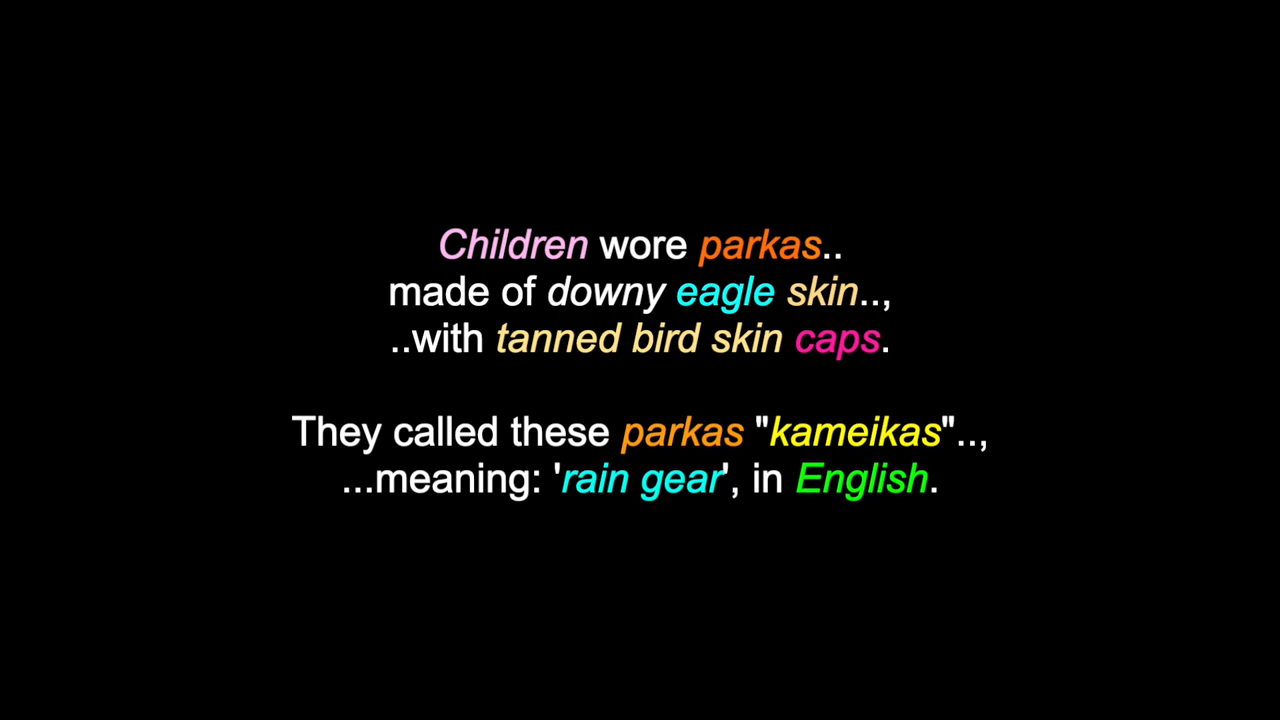 Children wore parkas..
made of downy eagle skin..,
..with tanned bird skin caps.
They called these parkas "kameikas"..,
...meaning: 'rain gear', in English.